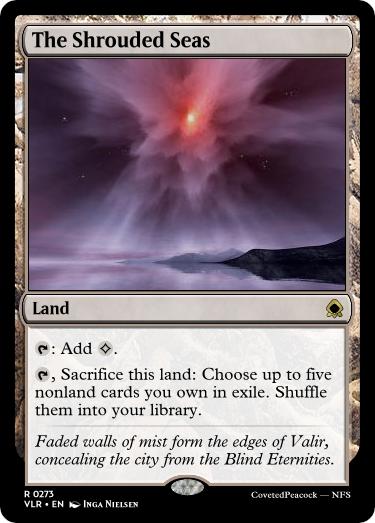 The Shrouded Seas
Land
: Add .
, Sacrifice this land: Choose up to five
nonland cards you own in exile. Shuffle
them into your library.
Faded walls of mist form the edges of Valir,
concealing the city from the Blind Eternities.
R 0273
VLR • EN Inga Nielsen
CovetedPeacock — NFS